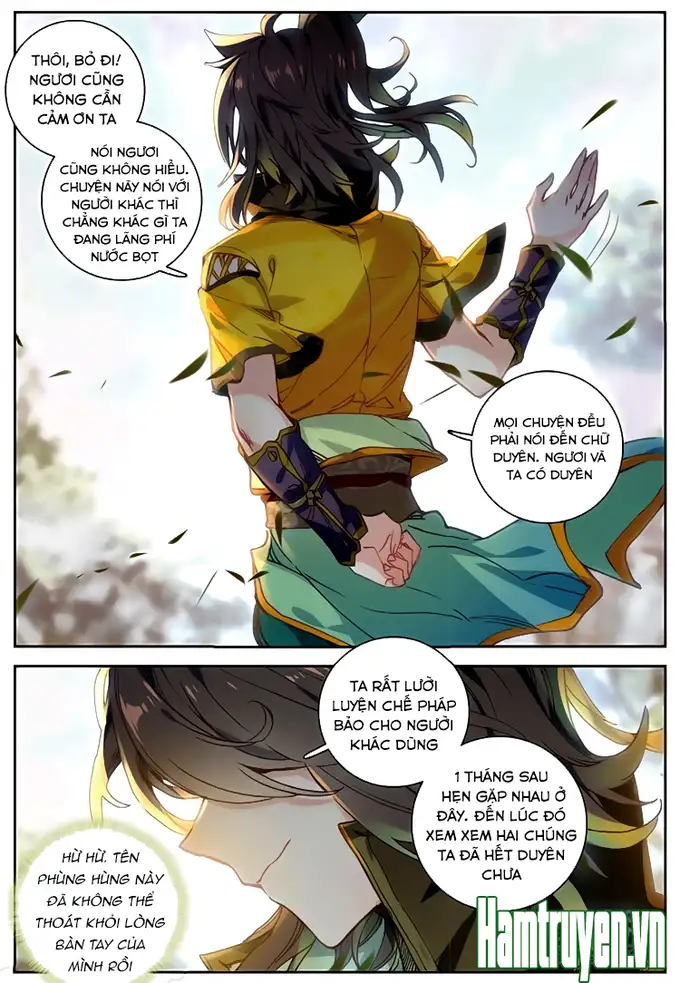 THÔI, BỎ ĐI!
NGƯƠI CŨNG
KHÔNG CẦN
CẢM ƠN TA
NÓI NGƯƠI
CŨNG KHÔNG HIỂU.
CHUYỆN NÀY NÓI VỚI
NGƯỜI KHÁC THÌ
CHẲNG KHÁC GÌ TA
ĐANG LÃNG PHÍ
NƯỚC BỌT
MỌI CHUYỆN ĐỀU
PHẢI NÓI ĐẾN CHỮ
DUYÊN. NGƯƠI VÀ
TA CÓ DUYÊN
TA RẤT LƯỜI
LUYỆN CHẾ PHÁP
BẢO CHO NGƯỜI
KHÁC DÙNG
1 THÁNG SAU
HẸN GẶP NHAU Ở
ĐÂY. ĐẾN LÚC ĐÓ
XEM XEM HAI CHÚNG
TA ĐÃ HẾT DUYÊN
CHƯA
HỪ HỪ. TÊN
PHÙNG HÙNG NÀY
ĐÃ KHÔNG THỂ
THOÁT KHỎI LÒNG
BÀN TAY CỦA
MÌNH RỒI
Hamtruyen.vn